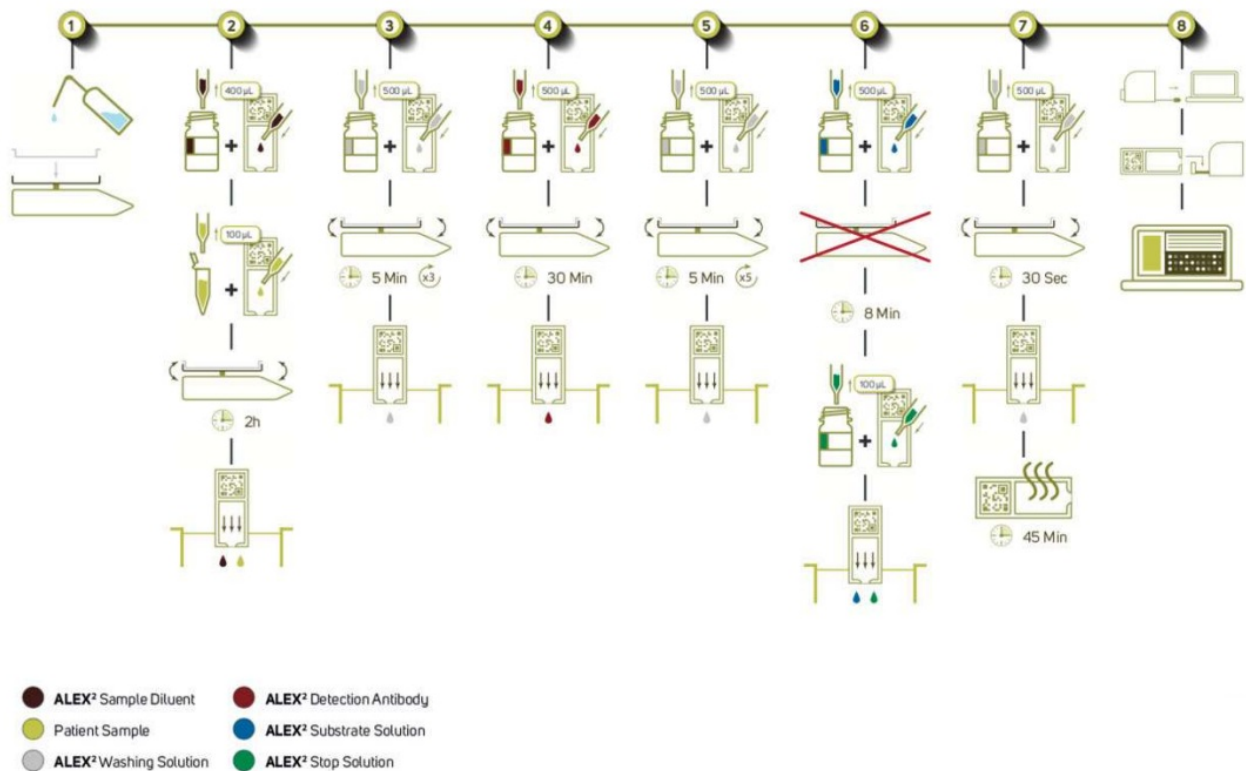 1 2 3 4 5 6 7 8
400 µL 500 µL 500 µL 500 µL 500 µL 500 µL
+ + + + + +
100 µL
+
5 Min x3 30 Min 5 Min x5 30 Sec
8 Min
2h
100 µL
+
45 Min
ALEX² Sample Diluent ALEX² Detection Antibody
Patient Sample ALEX² Substrate Solution
ALEX² Washing Solution ALEX² Stop Solution